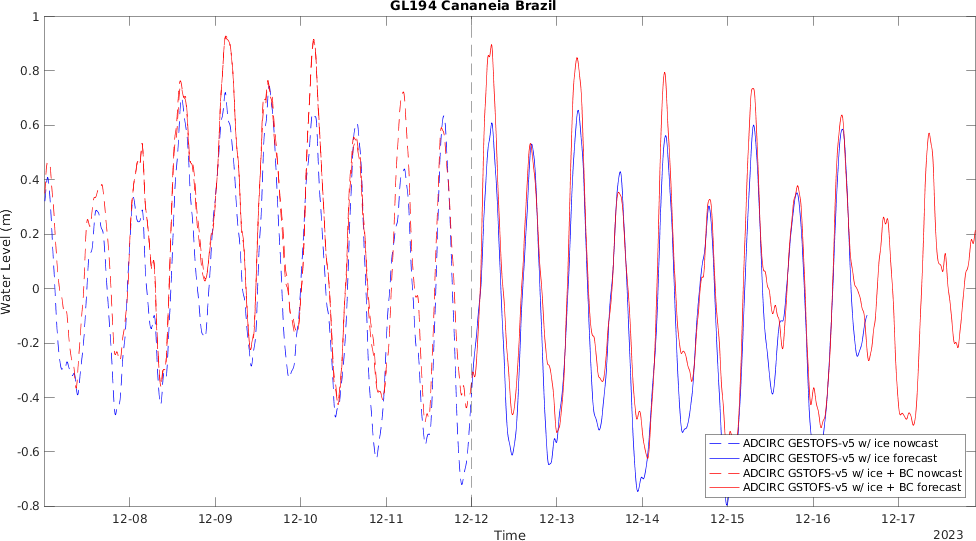 GL194 Cananeia Brazil
1
0.8
0.6
0.4
0.2
0
-0.2
-0.4
-0.6
-0.8
Water Level (m)
ADCIRC GESTOFS-v5 w/ ice nowcast
ADCIRC GESTOFS-v5 w/ ice forecast
ADCIRC GSTOFS-v5 w/ ice + BC nowcast
ADCIRC GSTOFS-v5 w/ ice + BC forecast
12-08 12-09 12-10 12-11 12-12 12-13 12-14 12-15 12-16 12-17
Time
2023